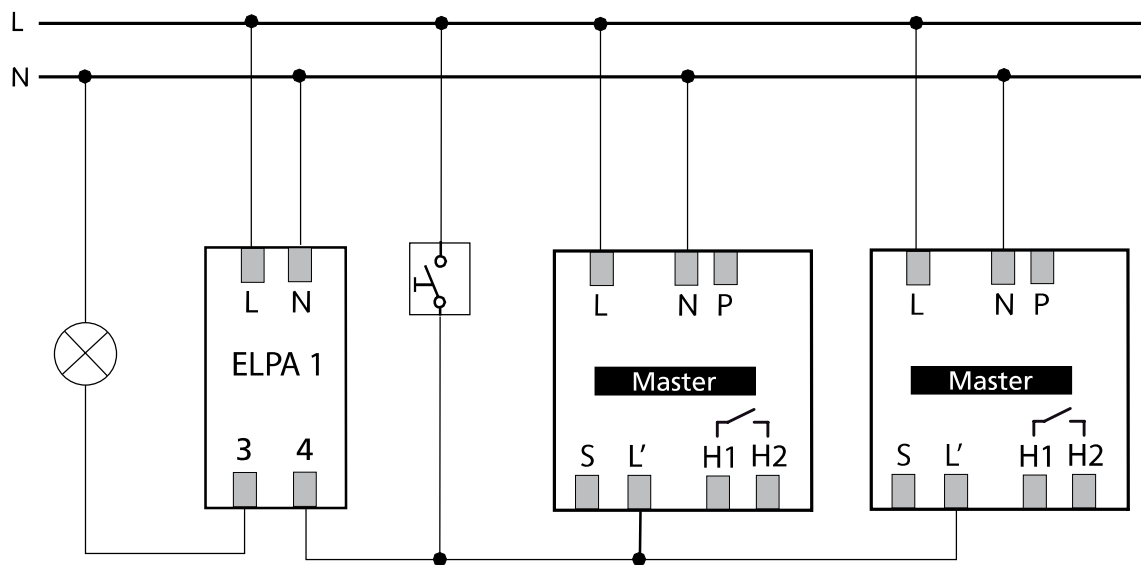 L
N
L N
ELPA 1
3 4
L N P
Master
S L’ H1 H2
L N P
Master
S L’ H1 H2